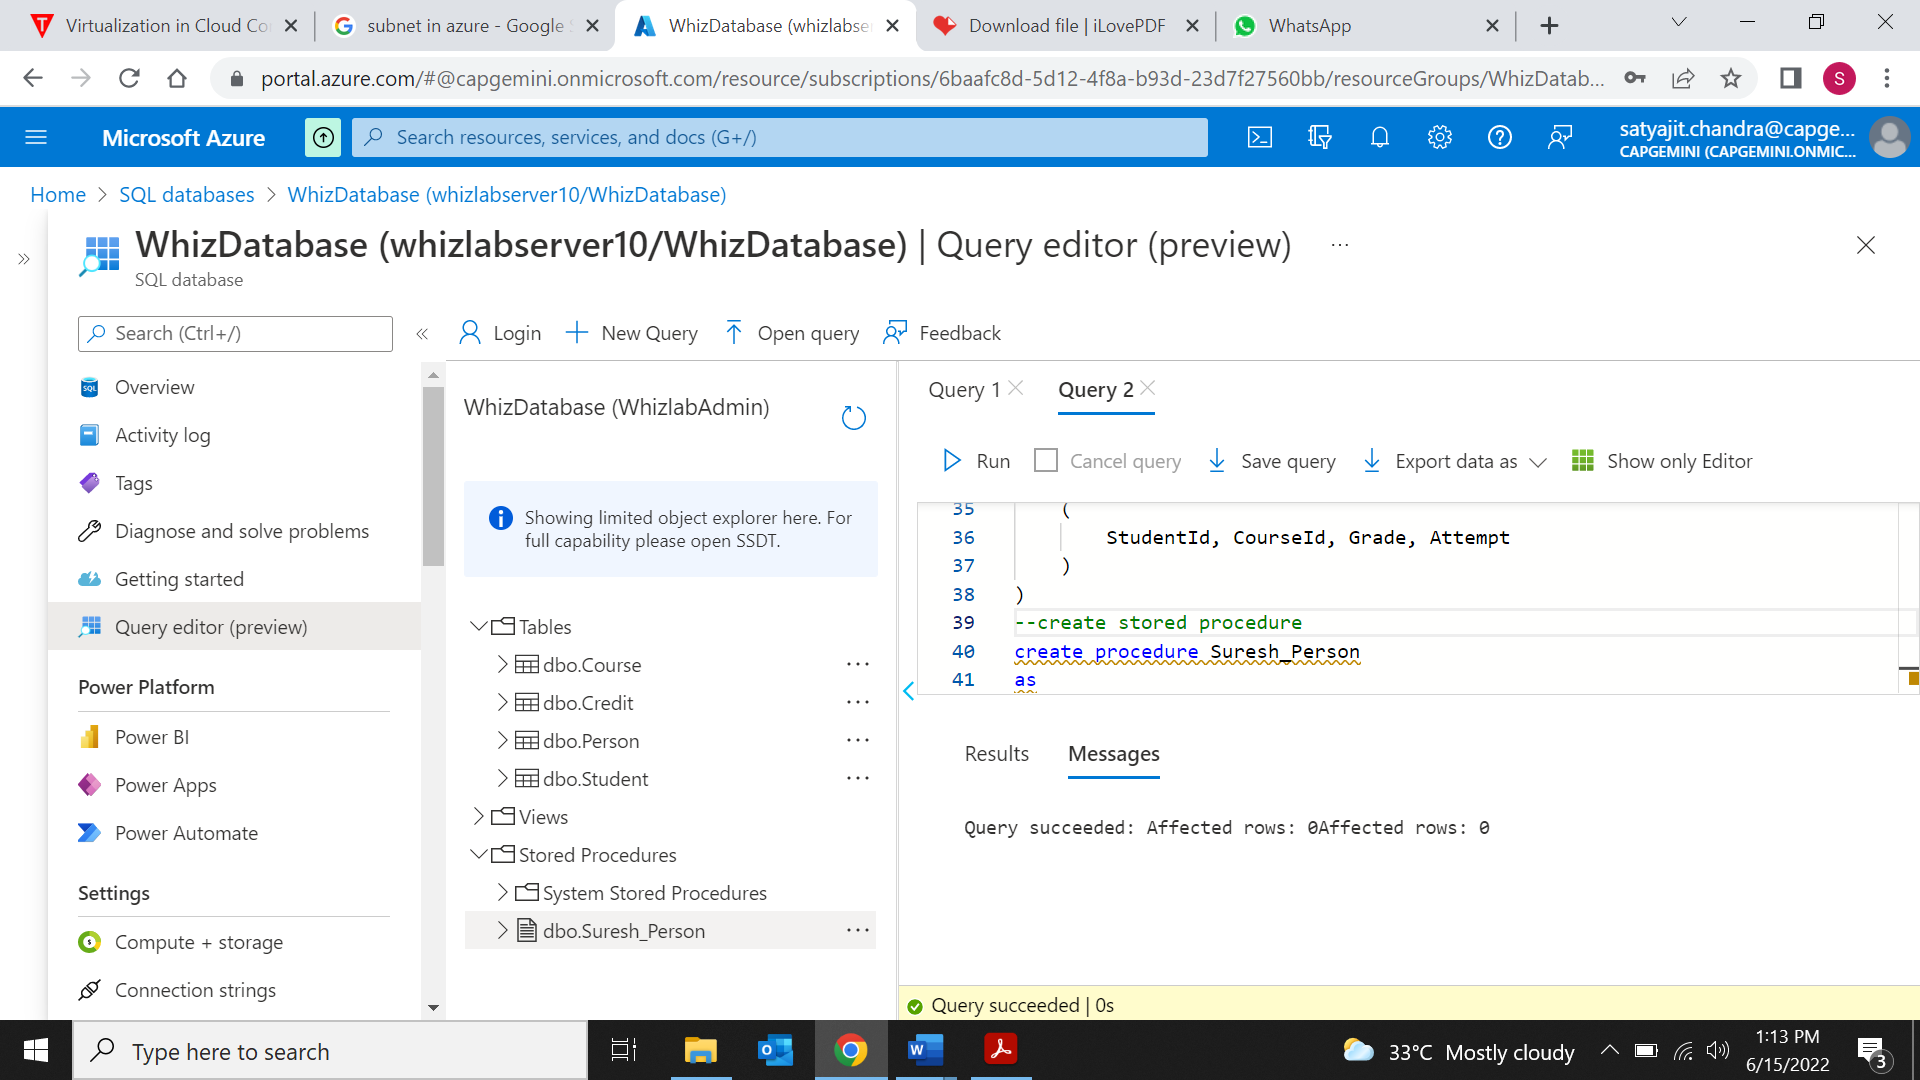 Virtualization in Cloud Co
subnet in azure - Google S
WhizDatabase (whizlabse
Download file | iLovePDF
WhatsApp
portal.azure.com/#@capgemini.onmicrosoft.com/resource/subscriptions/6baafc8d-5d12-4f8a-b93d-23d7f27560bb/resourceGroups/WhizDatab...
S
Microsoft Azure
Search resources, services, and docs (G+/)
satyajit.chandra@capge...
CAPGEMINI (CAPGEMINI.ONMIC...
Home > SQL databases > WhizDatabase (whizlabserver10/WhizDatabase)
WhizDatabase (whizlabserver10/WhizDatabase) | Query editor (preview) ...
SQL database
Search (Ctrl+/)
Login
New Query
Open query
Feedback
Overview
Activity log
Tags
Diagnose and solve problems
Getting started
Query editor (preview)
Power Platform
Power BI
Power Apps
Power Automate
Settings
Compute + storage
Connection strings
WhizDatabase (WhizlabAdmin)
Showing limited object explorer here. For
full capability please open SSDT.
Tables
dbo.Course
dbo.Credit
dbo.Person
dbo.Student
Views
Stored Procedures
System Stored Procedures
dbo.Suresh_Person
Query 1
Query 2
Run
Cancel query
Save query
Export data as
Show only Editor
35 (
36 StudentId, CourseId, Grade, Attempt
37 )
38 )
39 --create stored procedure
40 create procedure Suresh_Person
41 as
Results
Messages
Query succeeded: Affected rows: 0Affected rows: 0
Query succeeded | 0s
Type here to search
33°C Mostly cloudy
1:13 PM
6/15/2022
3